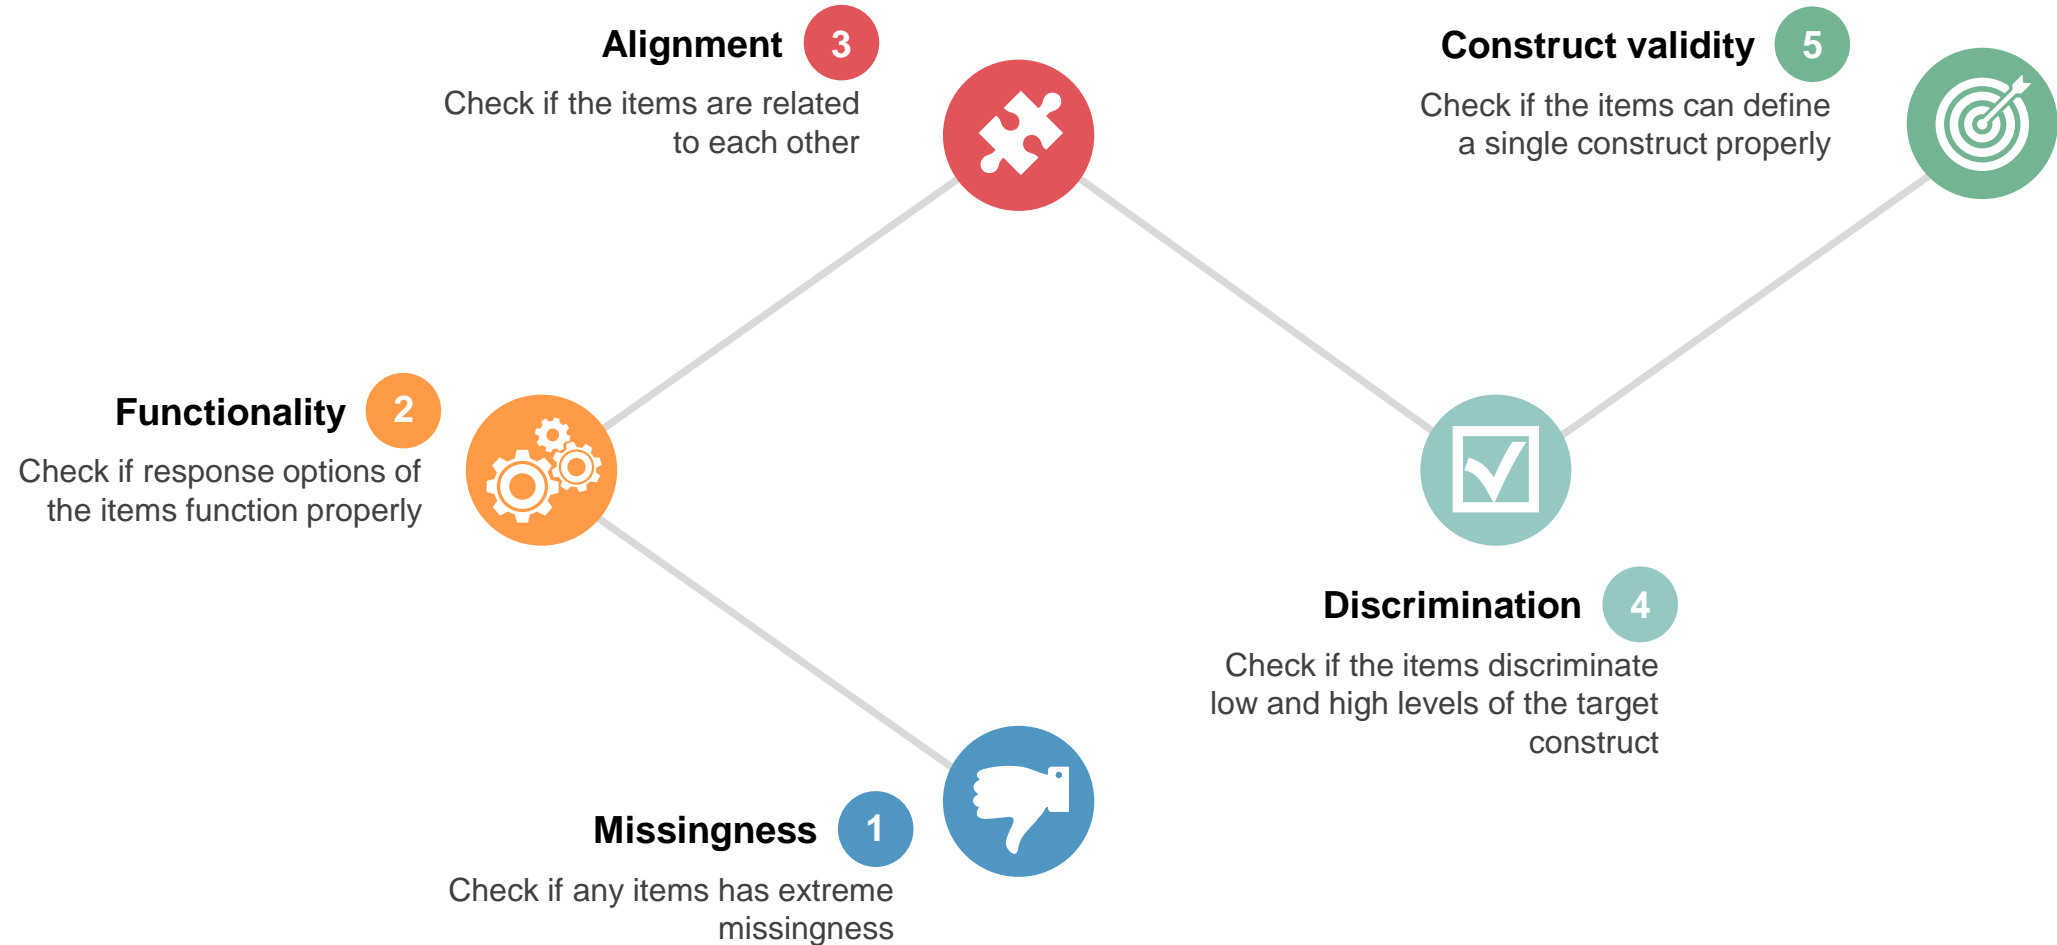 Alignment 3
Check if the items are related
to each other
Construct validity 5
Check if the items can define
a single construct properly
Functionality 2
Check if response options of
the items function properly
Discrimination 4
Check if the items discriminate
low and high levels of the target
construct
Missingness 1
Check if any items has extreme
missingness